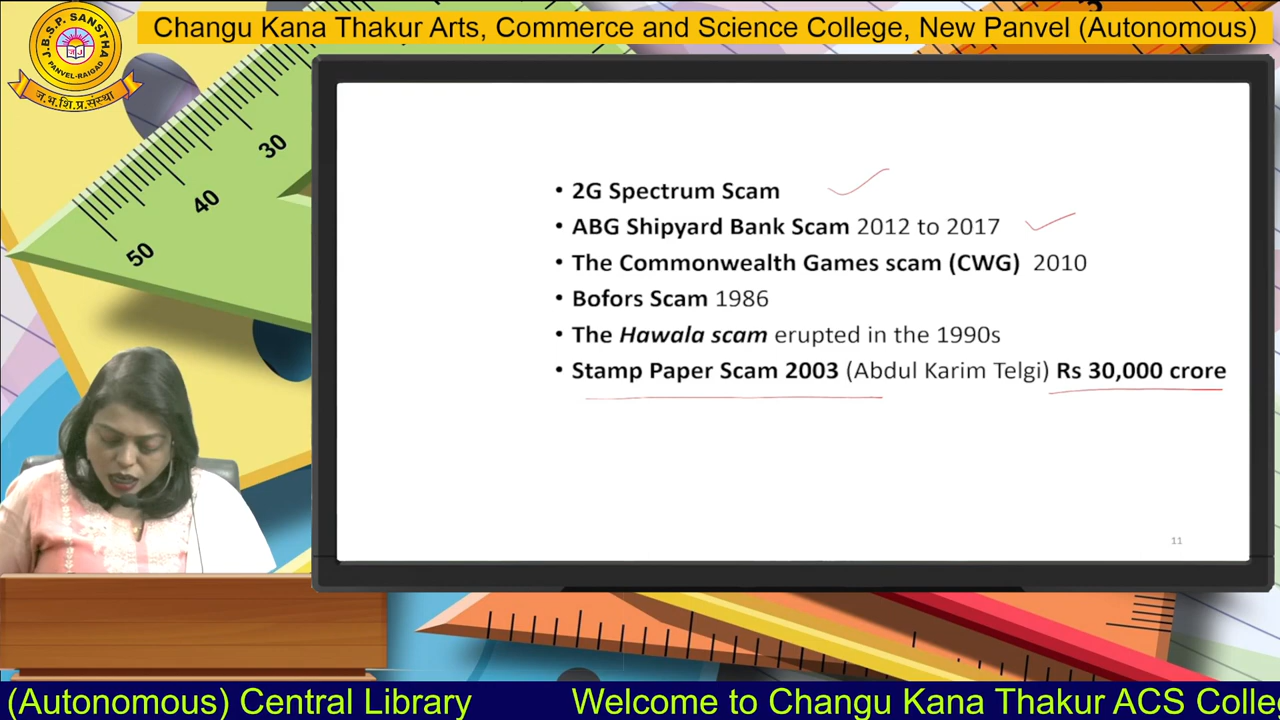 Changu Kana Thakur Arts, Commerce and Science College, New Panvel (Autonomous)
J.B.S.P. SANSTHA
PANVEL-RAIGAD
ज.भ.शि.प्र.संस्था
30
40
50
• 2G Spectrum Scam
• ABG Shipyard Bank Scam 2012 to 2017
• The Commonwealth Games scam (CWG) 2010
• Bofors Scam 1986
• The Hawala scam erupted in the 1990s
• Stamp Paper Scam 2003 (Abdul Karim Telgi) Rs 30,000 crore
11
(Autonomous) Central Library Welcome to Changu Kana Thakur ACS Colle